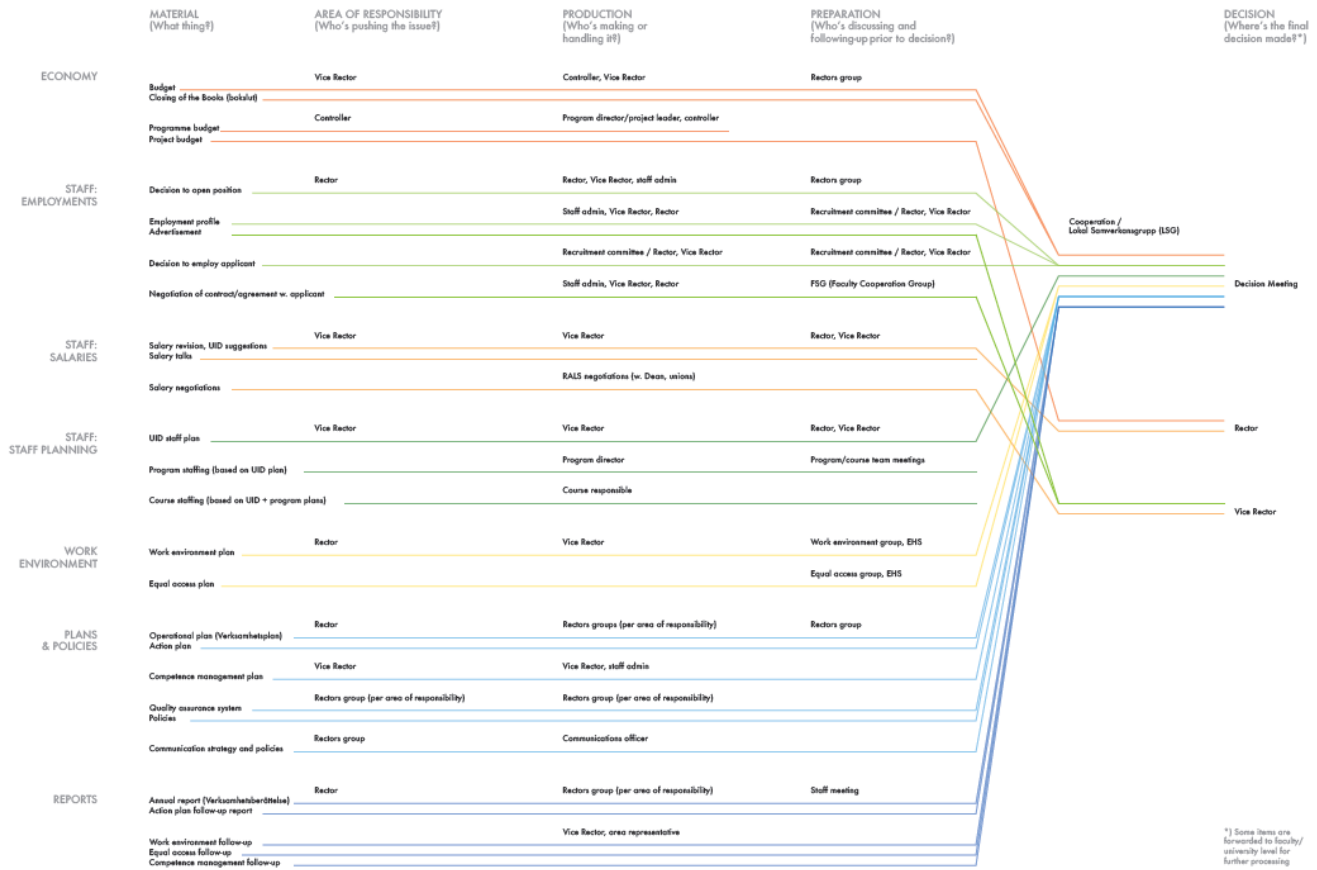 MATERIAL
(What thing?)
AREA OF RESPONSIBILITY
(Who's pushing the issue?)
PRODUCTION
(Who's making or
handling it?)
PREPARATION
(Who's discussing and
following-up prior to decision?)
DECISION
(Where's the final
decision made?*)
ECONOMY
Vice Rector
Controller, Vice Rector
Rectors group
Budget
Closing of the Books (bokslut)
Controller
Program director/project leader, controller
Programme budget
Project budget
STAFF:
EMPLOYMENTS
Rector
Rector, Vice Rector, staff admin
Rectors group
Decision to open position
Staff admin, Vice Rector, Rector
Recruitment committee / Rector, Vice Rector
Employment profile
Advertisement
Cooperation /
Lokal Samverkansgrupp (LSG)
Recruitment committee / Rector, Vice Rector
Recruitment committee / Rector, Vice Rector
Decision to employ applicant
Staff admin, Vice Rector, Rector
FSG (Faculty Cooperation Group)
Decision Meeting
Negotiation of contract/agreement w. applicant
STAFF:
SALARIES
Vice Rector
Vice Rector
Rector, Vice Rector
Salary revision, UID suggestions
Salary talks
RALS negotiations (w. Dean, unions)
Salary negotiations
STAFF:
STAFF PLANNING
Vice Rector
Vice Rector
Rector, Vice Rector
Rector
UID staff plan
Program director
Program/course team meetings
Program staffing (based on UID plan)
Course responsible
Course staffing (based on UID + program plans)
Vice Rector
WORK
ENVIRONMENT
Rector
Vice Rector
Work environment group, EHS
Work environment plan
Equal access group, EHS
Equal access plan
PLANS
& POLICIES
Rector
Rectors groups (per area of responsibility)
Rectors group
Operational plan (Verksamhetsplan)
Action plan
Vice Rector
Vice Rector, staff admin
Competence management plan
Rectors group (per area of responsibility)
Rectors group (per area of responsibility)
Quality assurance system
Policies
Rectors group
Communications officer
Communication strategy and policies
REPORTS
Rector
Rectors group (per area of responsibility)
Staff meeting
Annual report (Verksamhetsberättelse)
Action plan follow-up report
Vice Rector, area representative
Work environment follow-up
Equal access follow-up
Competence management follow-up
*) Some items are
forwarded to faculty/
university level for
further processing